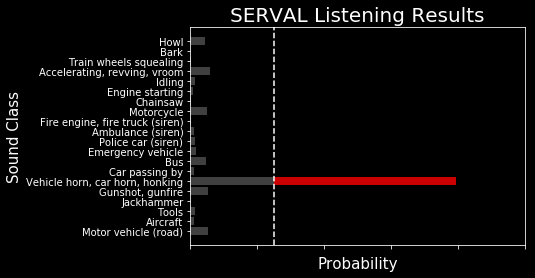 SERVAL Listening Results
Howl
Bark
Train wheels squealing
Accelerating, revving, vroom
Idling
Engine starting
Chainsaw
Motorcycle
Fire engine, fire truck (siren)
Ambulance (siren)
Police car (siren)
Emergency vehicle
Bus
Car passing by
Vehicle horn, car horn, honking
Gunshot, gunfire
Jackhammer
Tools
Aircraft
Motor vehicle (road)
Sound Class
Probability